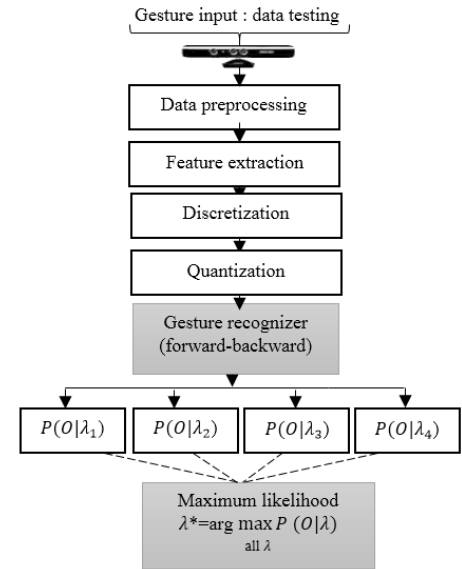 Gesture input : data testing
Data preprocessing
Feature extraction
Discretization
Quantization
Gesture recognizer
(forward-backward)
𝑃(𝑂|𝜆₁) 𝑃(𝑂|𝜆₂) 𝑃(𝑂|𝜆₃) 𝑃(𝑂|𝜆₄)
Maximum likelihood
𝜆*=arg max 𝑃 (𝑂|𝜆)
all 𝜆